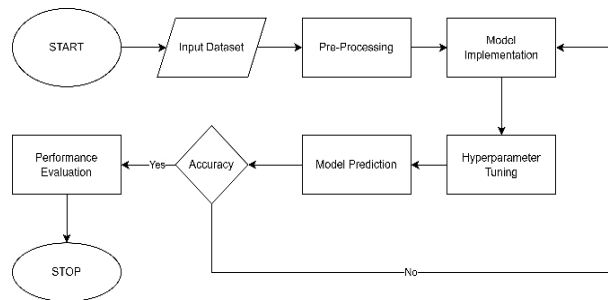 START
Input Dataset
Pre-Processing
Model
Implementation
Performance
Evaluation
Yes
Accuracy
Model Prediction
Hyperparameter
Tuning
STOP
No